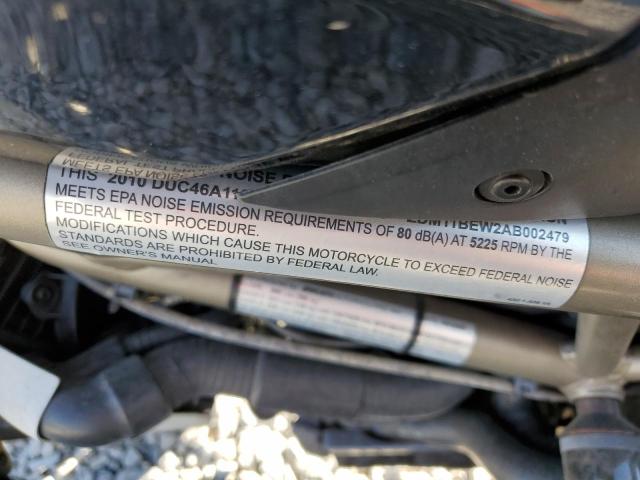 THIS 2010 DUC46A11
MEETS EPA NOISE EMISSION REQUIREMENTS OF 80 dB(A) AT 5225 RPM BY THE
FEDERAL TEST PROCEDURE.
MODIFICATIONS WHICH CAUSE THIS MOTORCYCLE TO EXCEED FEDERAL NOISE
STANDARDS ARE PROHIBITED BY FEDERAL LAW.
SEE OWNER'S MANUAL